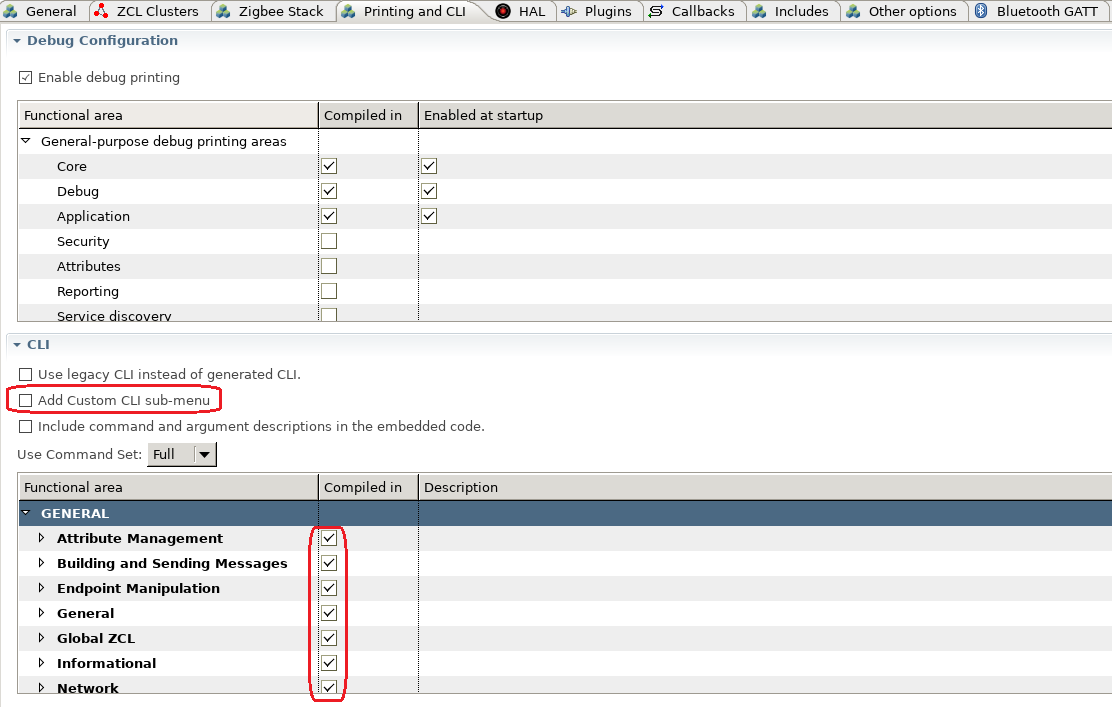 General ZCL Clusters Zigbee Stack Printing and CLI HAL Plugins Callbacks Includes Other options Bluetooth GATT
Debug Configuration
Enable debug printing
Functional area Compiled in Enabled at startup
General-purpose debug printing areas
Core
Debug
Application
Security
Attributes
Reporting
Service discovery
CLI
Use legacy CLI instead of generated CLI.
Add Custom CLI sub-menu
Include command and argument descriptions in the embedded code.
Use Command Set: Full
Functional area Compiled in Description
GENERAL
Attribute Management
Building and Sending Messages
Endpoint Manipulation
General
Global ZCL
Informational
Network